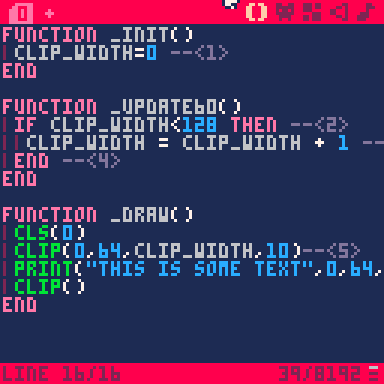 0 +
FUNCTION _INIT()
CLIP_WIDTH=0 --<1>
END
FUNCTION _UPDATE60()
IF CLIP_WIDTH<128 THEN --<2>
CLIP_WIDTH = CLIP_WIDTH + 1 --
END --<4>
END
FUNCTION _DRAW()
CLS(0)
CLIP(0,64,CLIP_WIDTH,10)--<5>
PRINT("THIS IS SOME TEXT",0,64,
CLIP()
END
LINE 16/16 39/8192